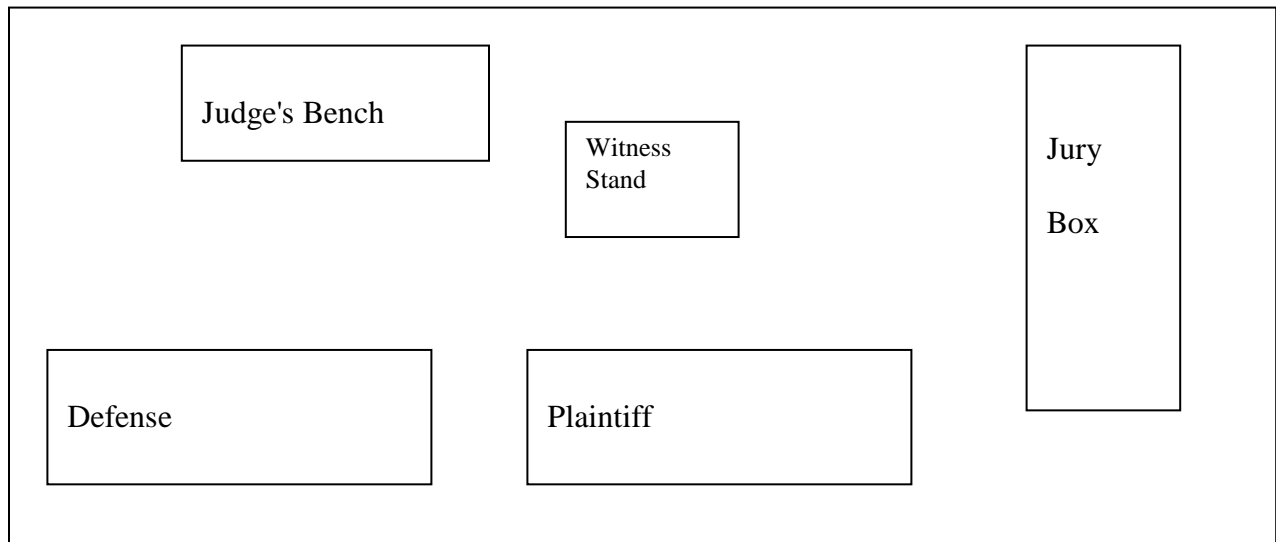 Judge's Bench
Witness
Stand
Jury
Box
Defense
Plaintiff